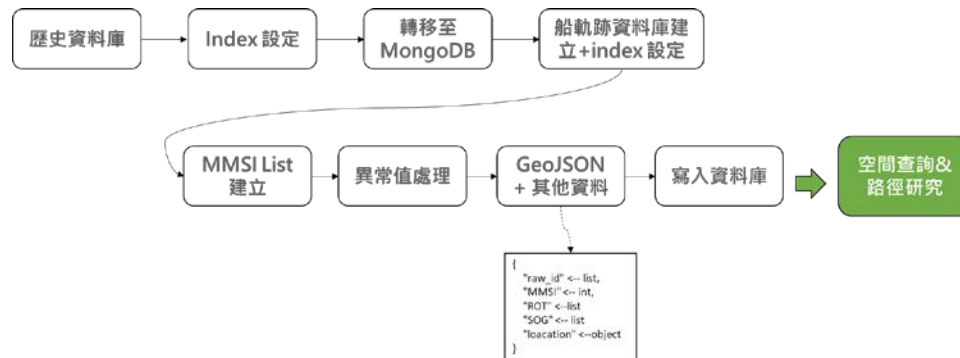 歷史資料庫
Index 設定
轉移至
MongoDB
船軌跡資料庫建
立+index 設定
MMSI List
建立
異常值處理
GeoJSON
+ 其他資料
寫入資料庫
空間查詢&
路徑研究
{
"raw_id" <-- list,
"MMSI" <-- int,
"ROT" <--list
"SOG" <-- list
"loacation" <--object
}